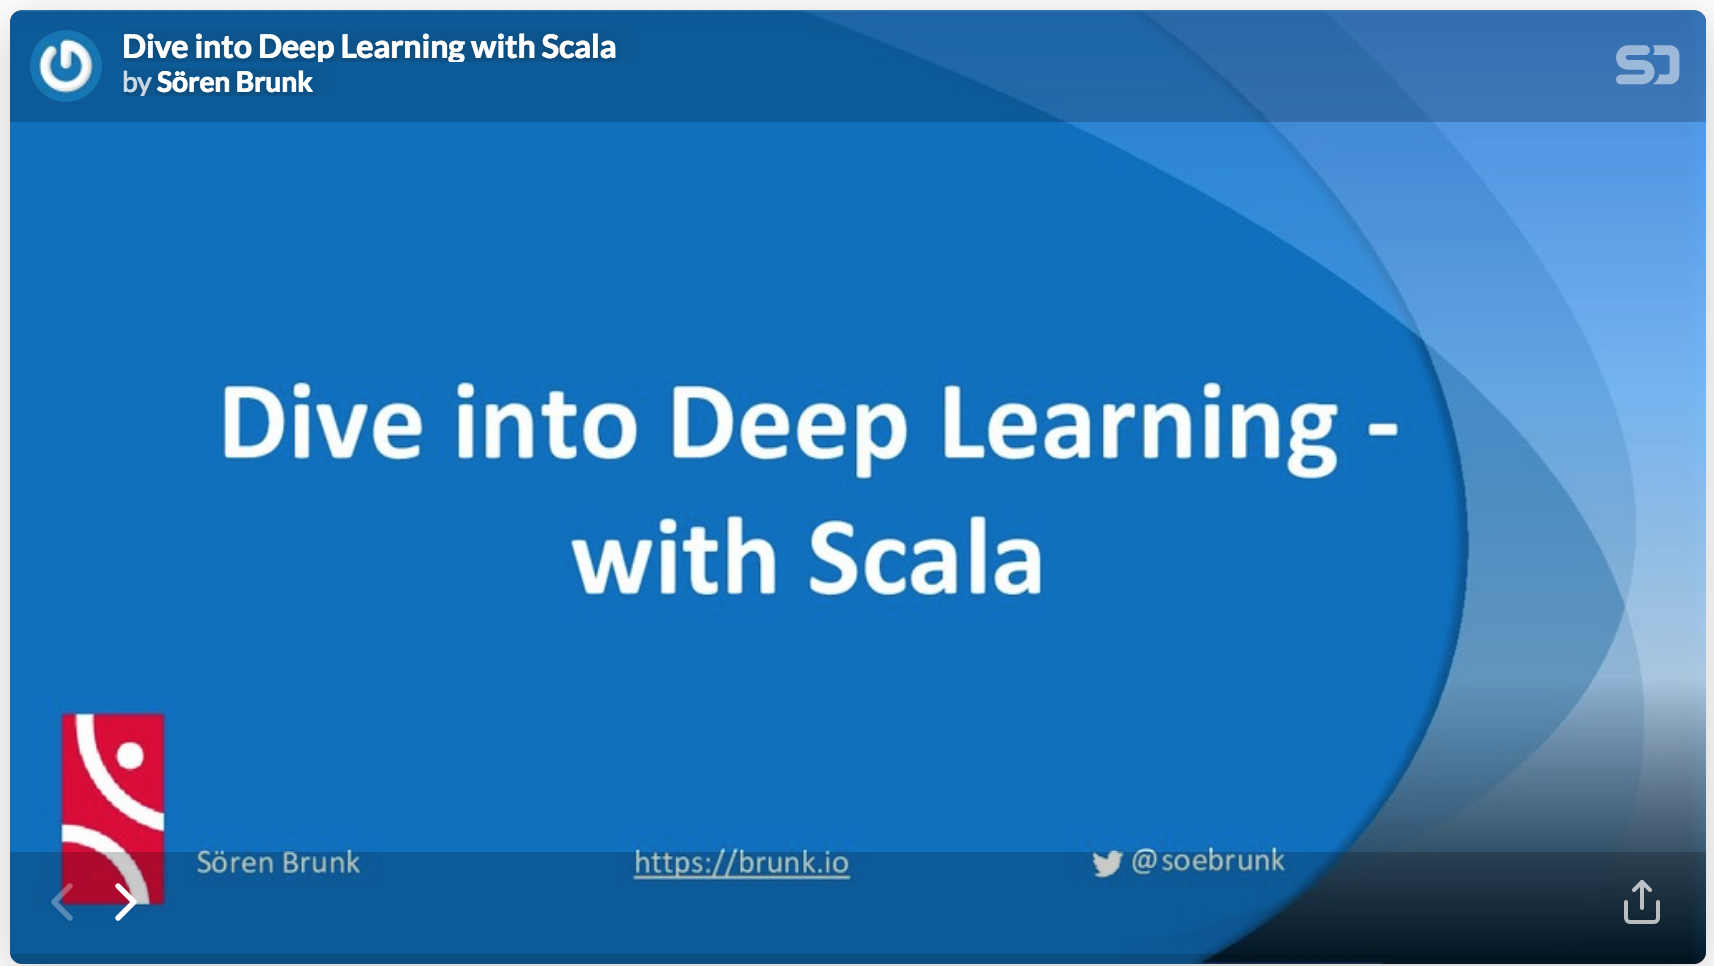 Dive into Deep Learning with Scala
by Sören Brunk
Dive into Deep Learning -
with Scala
Sören Brunk
https://brunk.io
@soebrunk